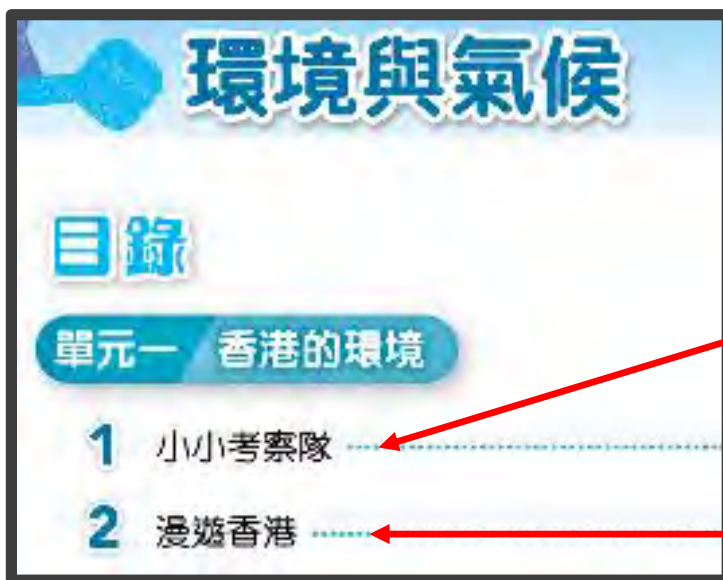 環境與氣候
目錄
單元一 香港的環境
1 小小考察隊
2 漫遊香港